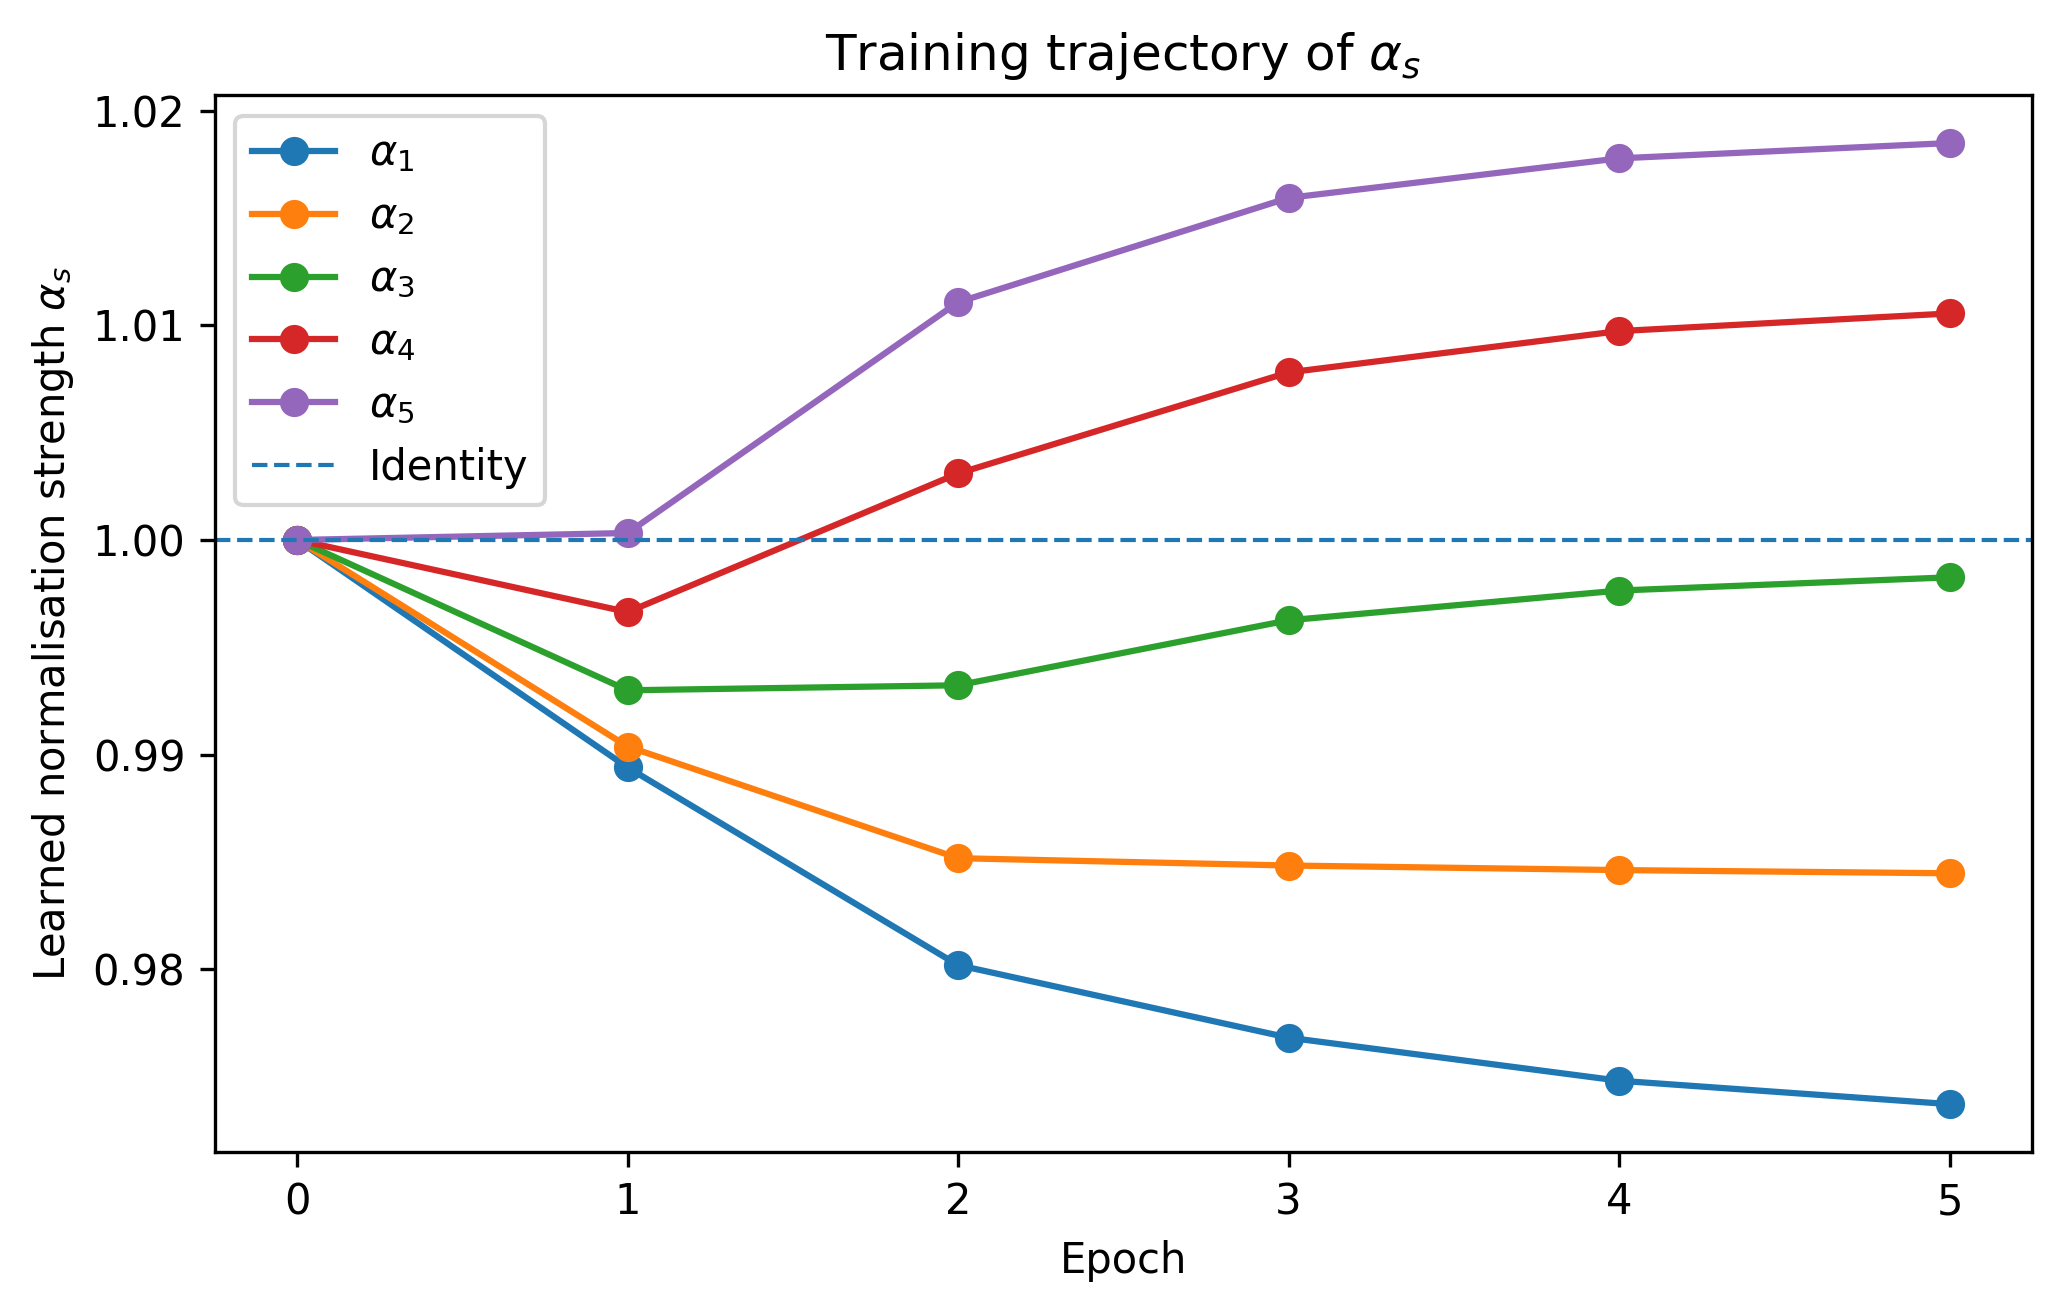 Training trajectory of αₛ
Learned normalisation strength αₛ
1.02
1.01
1.00
0.99
0.98
α₁
α₂
α₃
α₄
α₅
Identity
0 1 2 3 4 5
Epoch